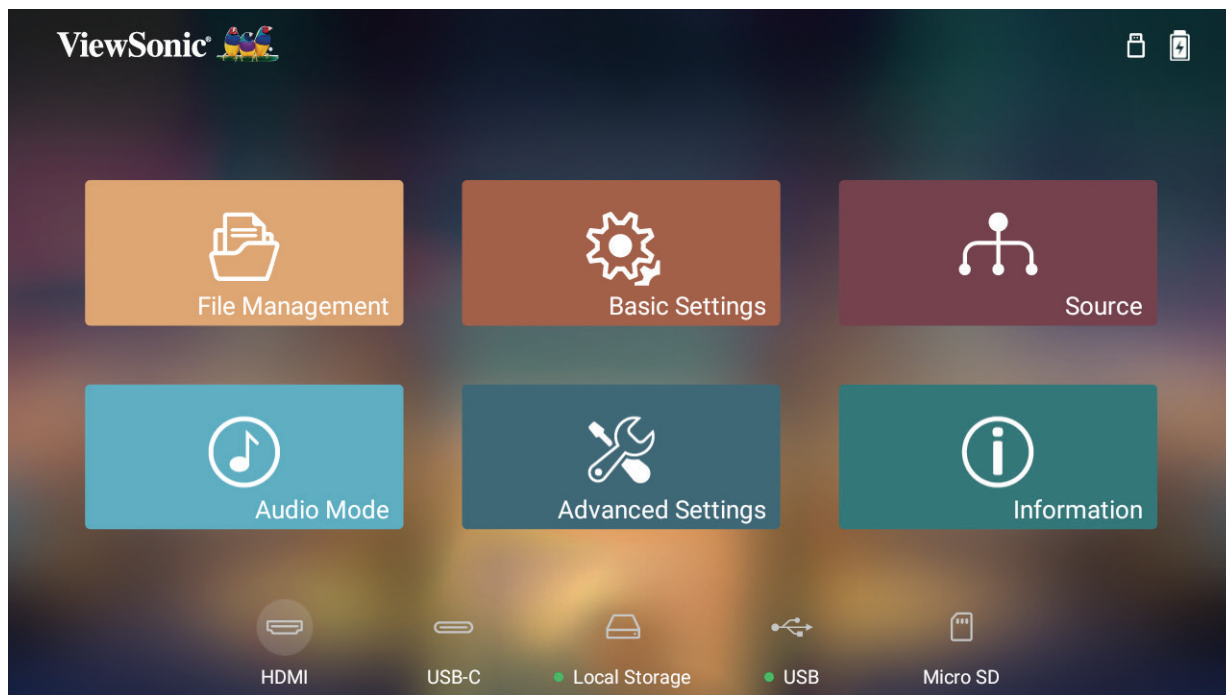 ViewSonic®
File Management
Basic Settings
Source
Audio Mode
Advanced Settings
Information
HDMI
USB-C
Local Storage
USB
Micro SD